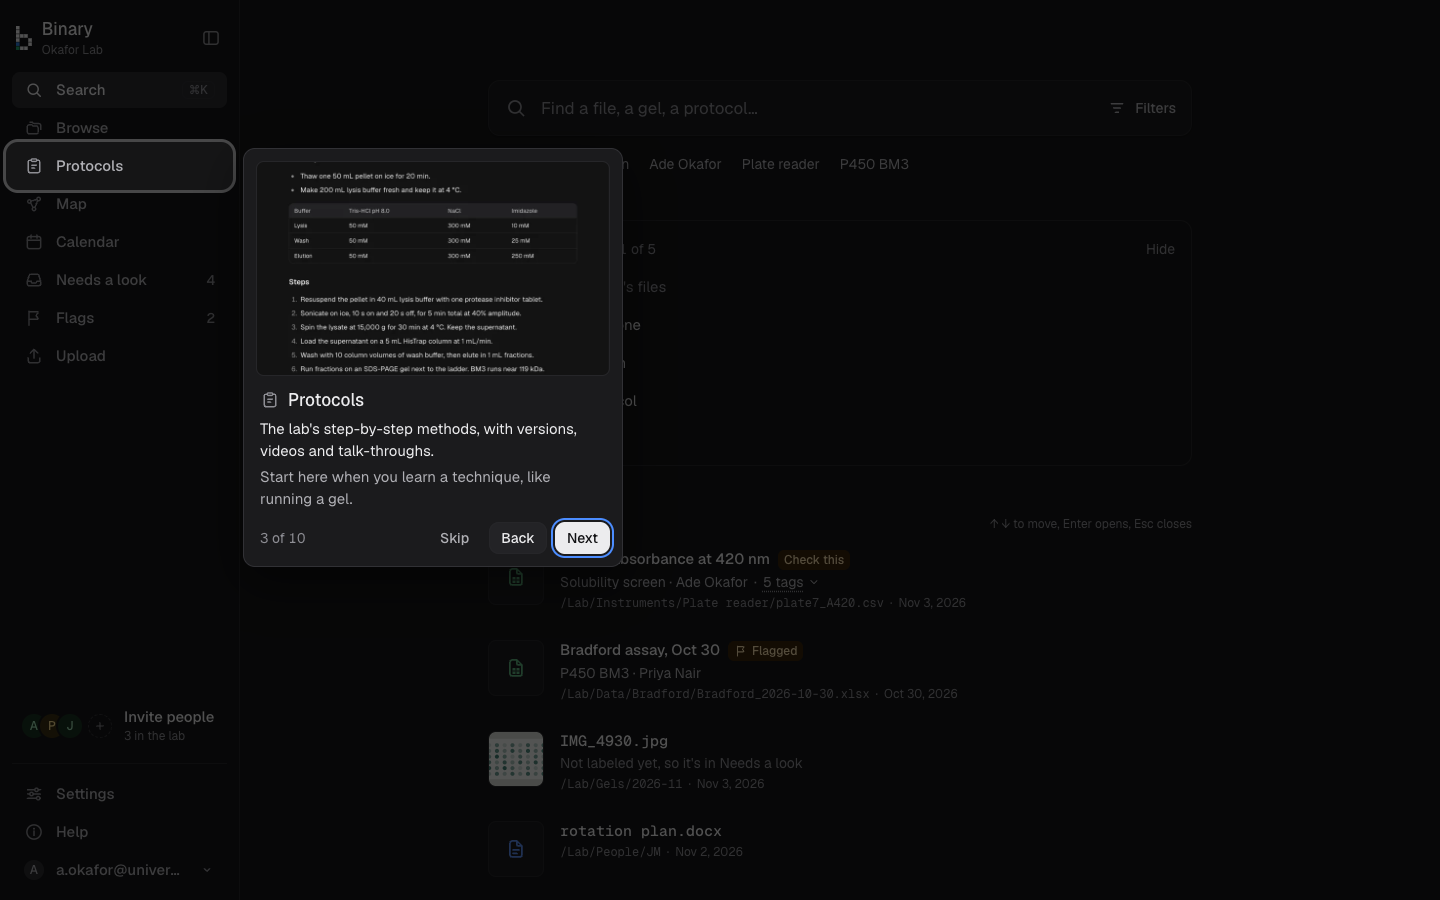 Binary
Okafor Lab
Search ⌘K
Browse
Protocols
Map
Calendar
Needs a look 4
Flags 2
Upload
A P J + Invite people
3 in the lab
Settings
Help
A a.okafor@univer...
Find a file, a gel, a protocol... Filters
Ade Okafor Plate reader P450 BM3
of 5 Hide
's files
• Thaw one 50 mL pellet on ice for 20 min.
• Make 200 mL lysis buffer fresh and keep it at 4 °C.
Buffer Tris-HCl pH 8.0 NaCl Imidazole
Lysis 50 mM 300 mM 10 mM
Wash 50 mM 300 mM 25 mM
Elution 50 mM 300 mM 250 mM
Steps
1. Resuspend the pellet in 40 mL lysis buffer with one protease inhibitor tablet.
2. Sonicate on ice, 10 s on and 20 s off, for 5 min total at 40% amplitude.
3. Spin the lysate at 15,000 g for 30 min at 4 °C. Keep the supernatant.
4. Load the supernatant on a 5 mL HisTrap column at 1 mL/min.
5. Wash with 10 column volumes of wash buffer, then elute in 1 mL fractions.
6. Run fractions on an SDS-PAGE gel next to the ladder. BM3 runs near 119 kDa.
Protocols
The lab's step-by-step methods, with versions,
videos and talk-throughs.
Start here when you learn a technique, like
running a gel.
3 of 10 Skip Back Next
↑↓ to move, Enter opens, Esc closes
absorbance at 420 nm Check this
Solubility screen · Ade Okafor · 5 tags
/Lab/Instruments/Plate reader/plate7_A420.csv · Nov 3, 2026
Bradford assay, Oct 30 Flagged
P450 BM3 · Priya Nair
/Lab/Data/Bradford/Bradford_2026-10-30.xlsx · Oct 30, 2026
IMG_4930.jpg
Not labeled yet, so it's in Needs a look
/Lab/Gels/2026-11 · Nov 3, 2026
rotation plan.docx
/Lab/People/JM · Nov 2, 2026